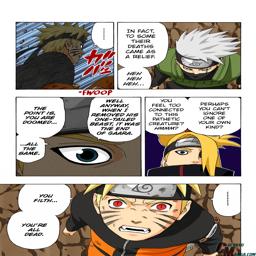 IN FACT,
TO SOME
THEIR
DEATHS
CAME AS
A RELIEF.
HEH
HEH
HEH...
*FWOOP
PERHAPS
YOU CAN'T
IGNORE ONE
OF YOUR
OWN KIND?
YOU
FEEL TOO
CONNECTED
TO THIS
PATHETIC
CREATURE?
HMMM?
WELL
ANYWAY,
WHEN I
REMOVED HIS
ONE-TAILED
BEAST, IT WAS
THE END OF
GAARA.
THE
POINT IS,
YOU ARE
DOOMED...
...ALL
THE
SAME.
YOU
FILTH...
YOU'RE
ALL
DEAD.